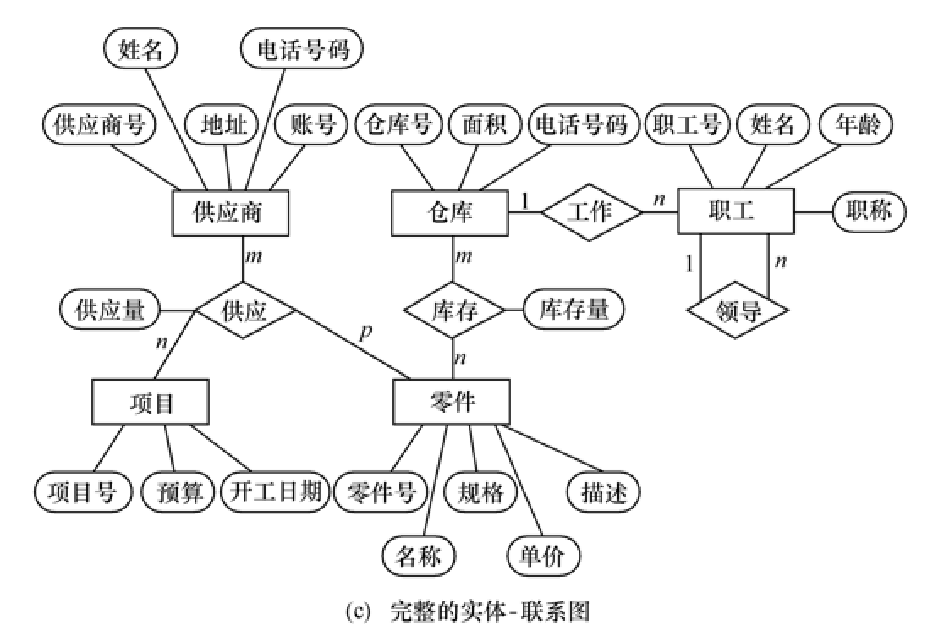 姓名 电话号码
供应商号 地址 账号 仓库号 面积 电话号码 职工号 姓名 年龄
供应商 仓库 1 工作 n 职工 职称
m m 1 n
供应量 供应 库存 库存量 领导
n p n
项目 零件
项目号 预算 开工日期 零件号 规格 描述
名称 单价
(c) 完整的实体-联系图